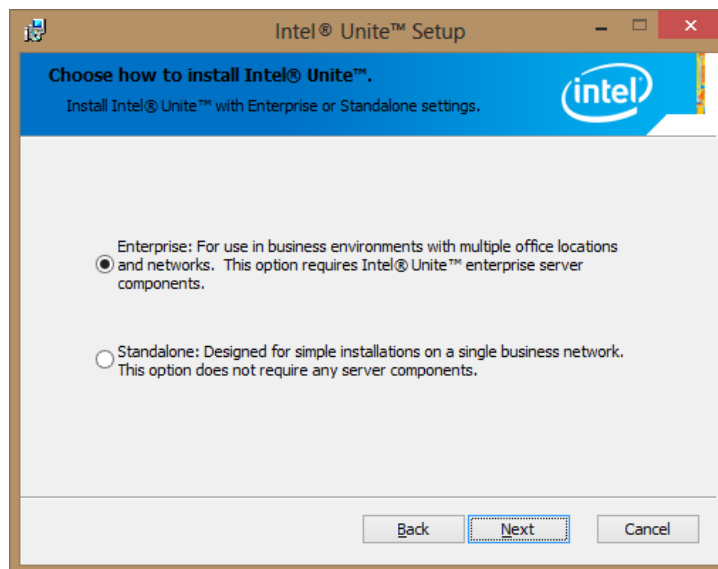 Intel® Unite™ Setup
Choose how to install Intel® Unite™.
Install Intel® Unite™ with Enterprise or Standalone settings.
intel
Enterprise: For use in business environments with multiple office locations
and networks.  This option requires Intel® Unite™ enterprise server
components.
Standalone: Designed for simple installations on a single business network.
This option does not require any server components.
Back Next Cancel